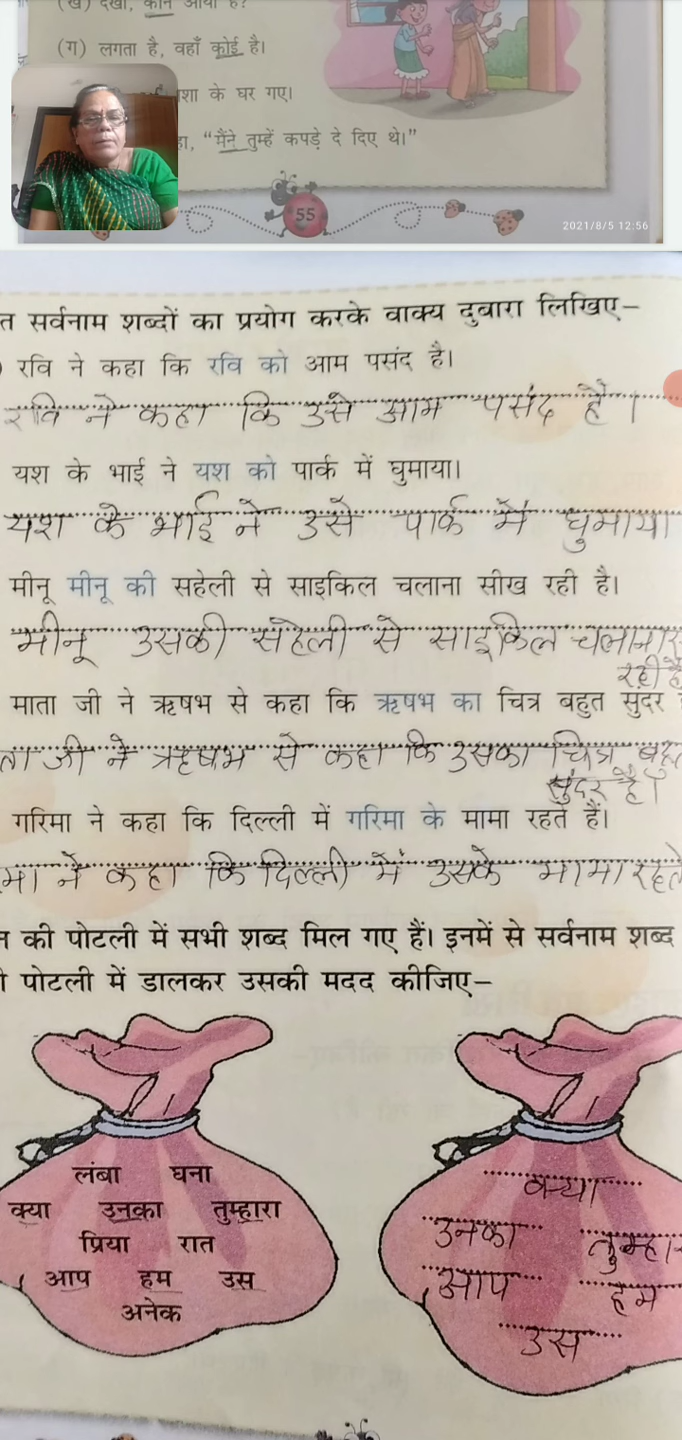 (ख) देखो, कौन आया है?
(ग) लगता है, वहाँ कोई है।
के घर गए।
"मैंने तुम्हें कपड़े दे दिए थे।"
55
2021/8/5 12:56
सर्वनाम शब्दों का प्रयोग करके वाक्य दुबारा लिखिए–
रवि ने कहा कि रवि को आम पसंद है।
रवि ने कहा कि उसे आम पसंद है।
यश के भाई ने यश को पार्क में घुमाया।
यश के भाई ने उसे पार्क में घुमाया
मीनू मीनू की सहेली से साइकिल चलाना सीख रही है।
मीनू उसकी सहेली से साइकिल चलाना
रही है
माता जी ने ऋषभ से कहा कि ऋषभ का चित्र बहुत सुंदर
जी ने ऋषभ से कहा कि उसका चित्र
सुंदर है।
गरिमा ने कहा कि दिल्ली में गरिमा के मामा रहते हैं।
ने कहा कि दिल्ली में उसके मामा रहते
की पोटली में सभी शब्द मिल गए हैं। इनमें से सर्वनाम शब्द
पोटली में डालकर उसकी मदद कीजिए–
लंबा घना
क्या उनका तुम्हारा
प्रिया रात
आप हम उस
अनेक
क्या
उनका
आप हम
उस